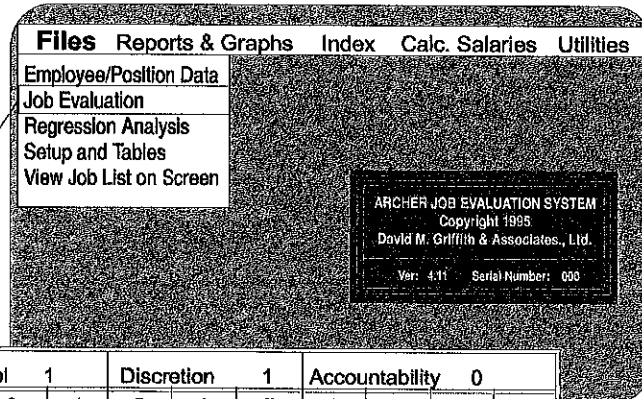 Files Reports & Graphs Index Calc. Salaries Utilities
Employee/Position Data
Job Evaluation
Regression Analysis
Setup and Tables
View Job List on Screen
ARCHER JOB EVALUATION SYSTEM
Copyright 1995
David M. Griffith & Associates., Ltd.
Ver: 4.11 Serial Number: 000
1 Discretion 1 Accountability 0